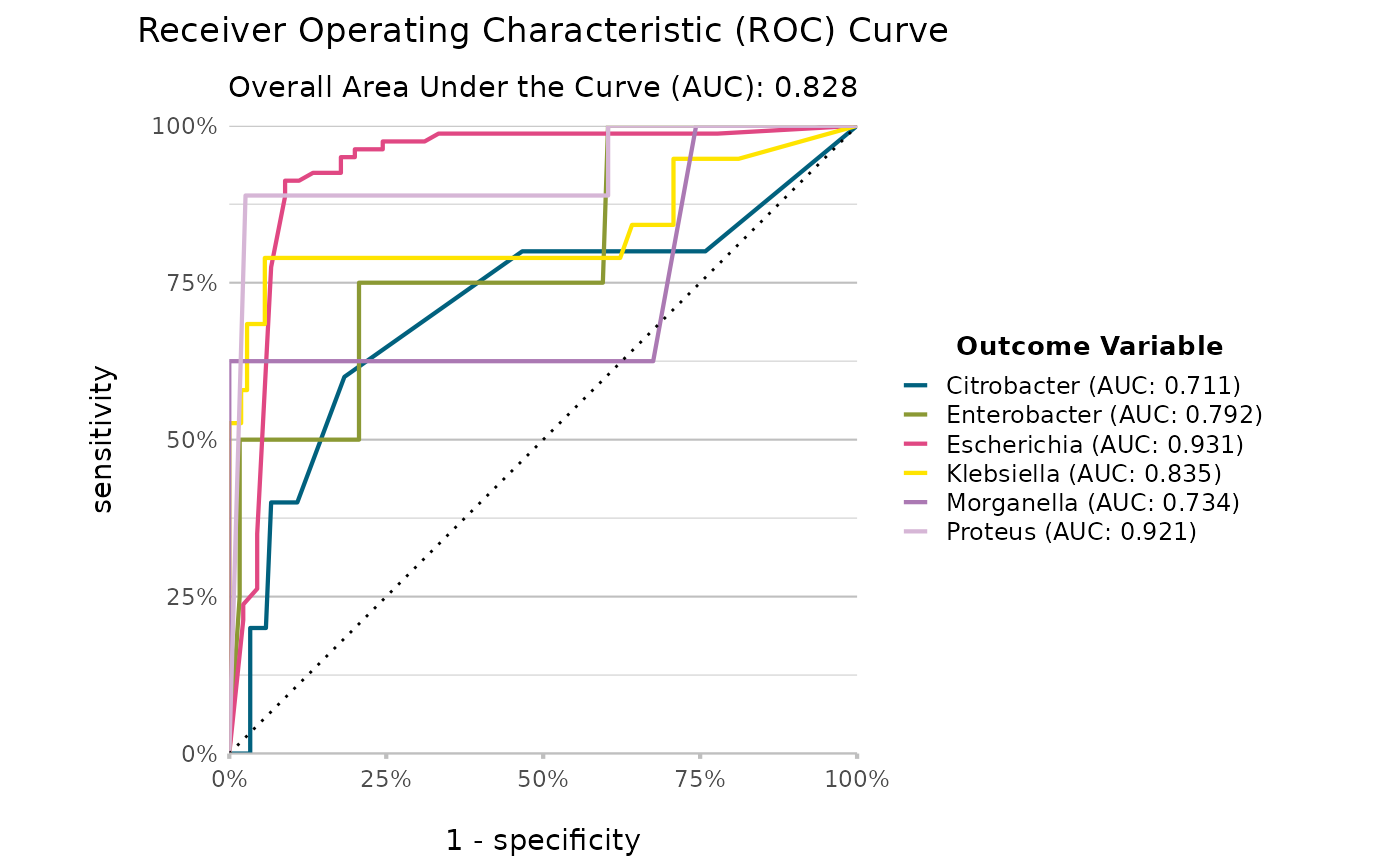 Receiver Operating Characteristic (ROC) Curve
Overall Area Under the Curve (AUC): 0.828
100%
75%
50%
25%
0%
sensitivity
0%
25%
50%
75%
100%
1 - specificity
Outcome Variable
Citrobacter (AUC: 0.711)
Enterobacter (AUC: 0.792)
Escherichia (AUC: 0.931)
Klebsiella (AUC: 0.835)
Morganella (AUC: 0.734)
Proteus (AUC: 0.921)